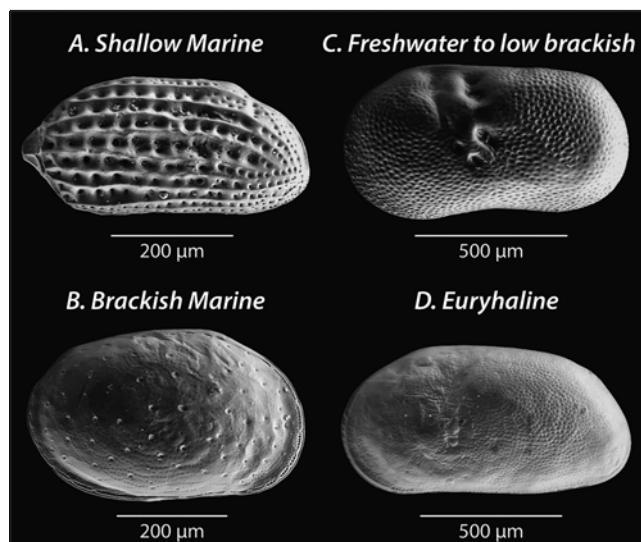 A. Shallow Marine
200 μm
C. Freshwater to low brackish
500 μm
B. Brackish Marine
200 μm
D. Euryhaline
500 μm